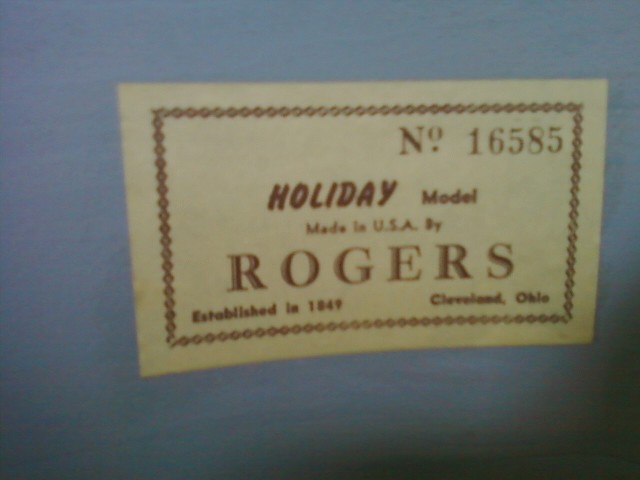 Nº 16585
HOLIDAY Model
Made in U.S.A. By
ROGERS
Established in 1849 Cleveland, Ohio